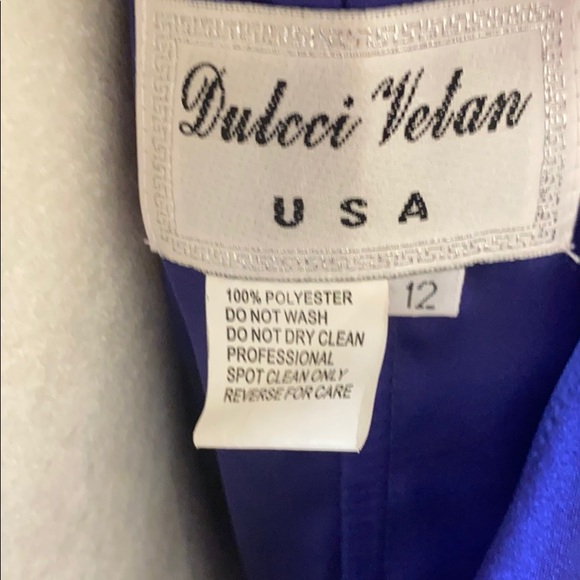 Dulcci Velan
USA
12
100% POLYESTER
DO NOT WASH
DO NOT DRY CLEAN
PROFESSIONAL
SPOT CLEAN ONLY
REVERSE FOR CARE